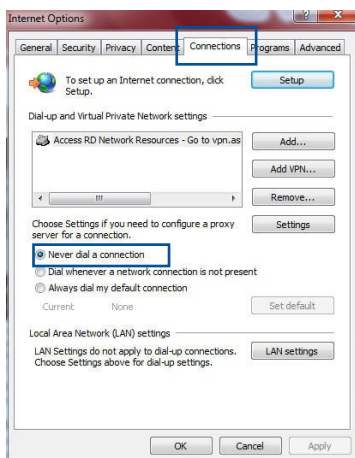 Internet Options
General Security Privacy Content Connections Programs Advanced
To set up an Internet connection, click
Setup.
Setup
Dial-up and Virtual Private Network settings
Access RD Network Resources - Go to vpn.as
Add...
Add VPN...
Remove...
Choose Settings if you need to configure a proxy
server for a connection.
Settings
Never dial a connection
Dial whenever a network connection is not present
Always dial my default connection
Current None
Set default
Local Area Network (LAN) settings
LAN Settings do not apply to dial-up connections.
Choose Settings above for dial-up settings.
LAN settings
OK Cancel Apply